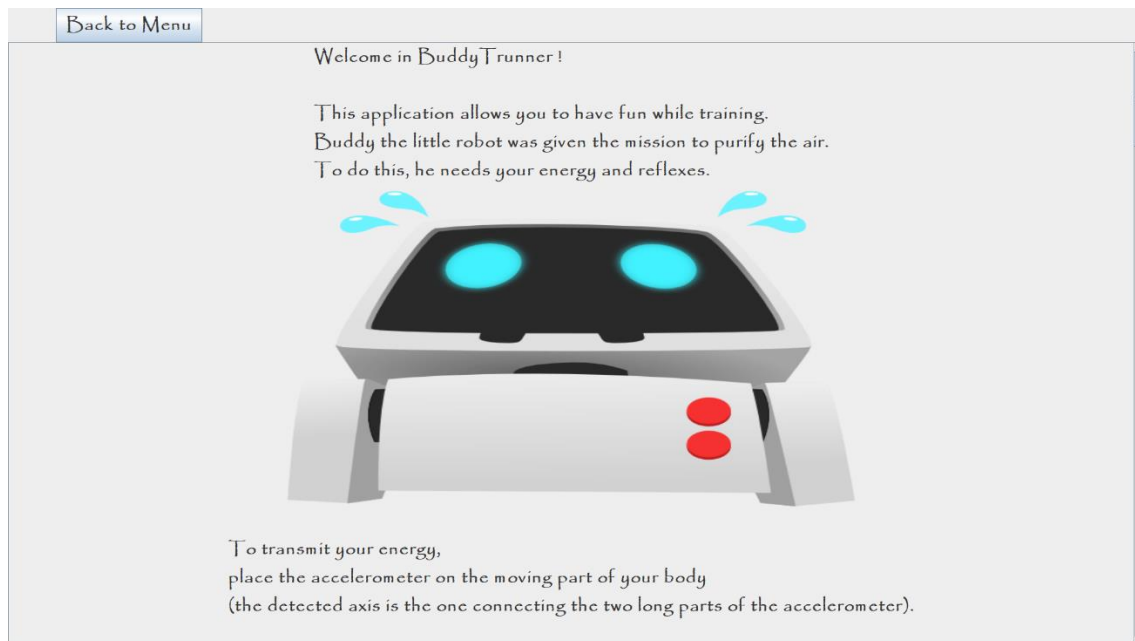 Back to Menu
Welcome in BuddyTrunner !
This application allows you to have fun while training.
Buddy the little robot was given the mission to purify the air.
To do this, he needs your energy and reflexes.
To transmit your energy,
place the accelerometer on the moving part of your body
(the detected axis is the one connecting the two long parts of the accelerometer).